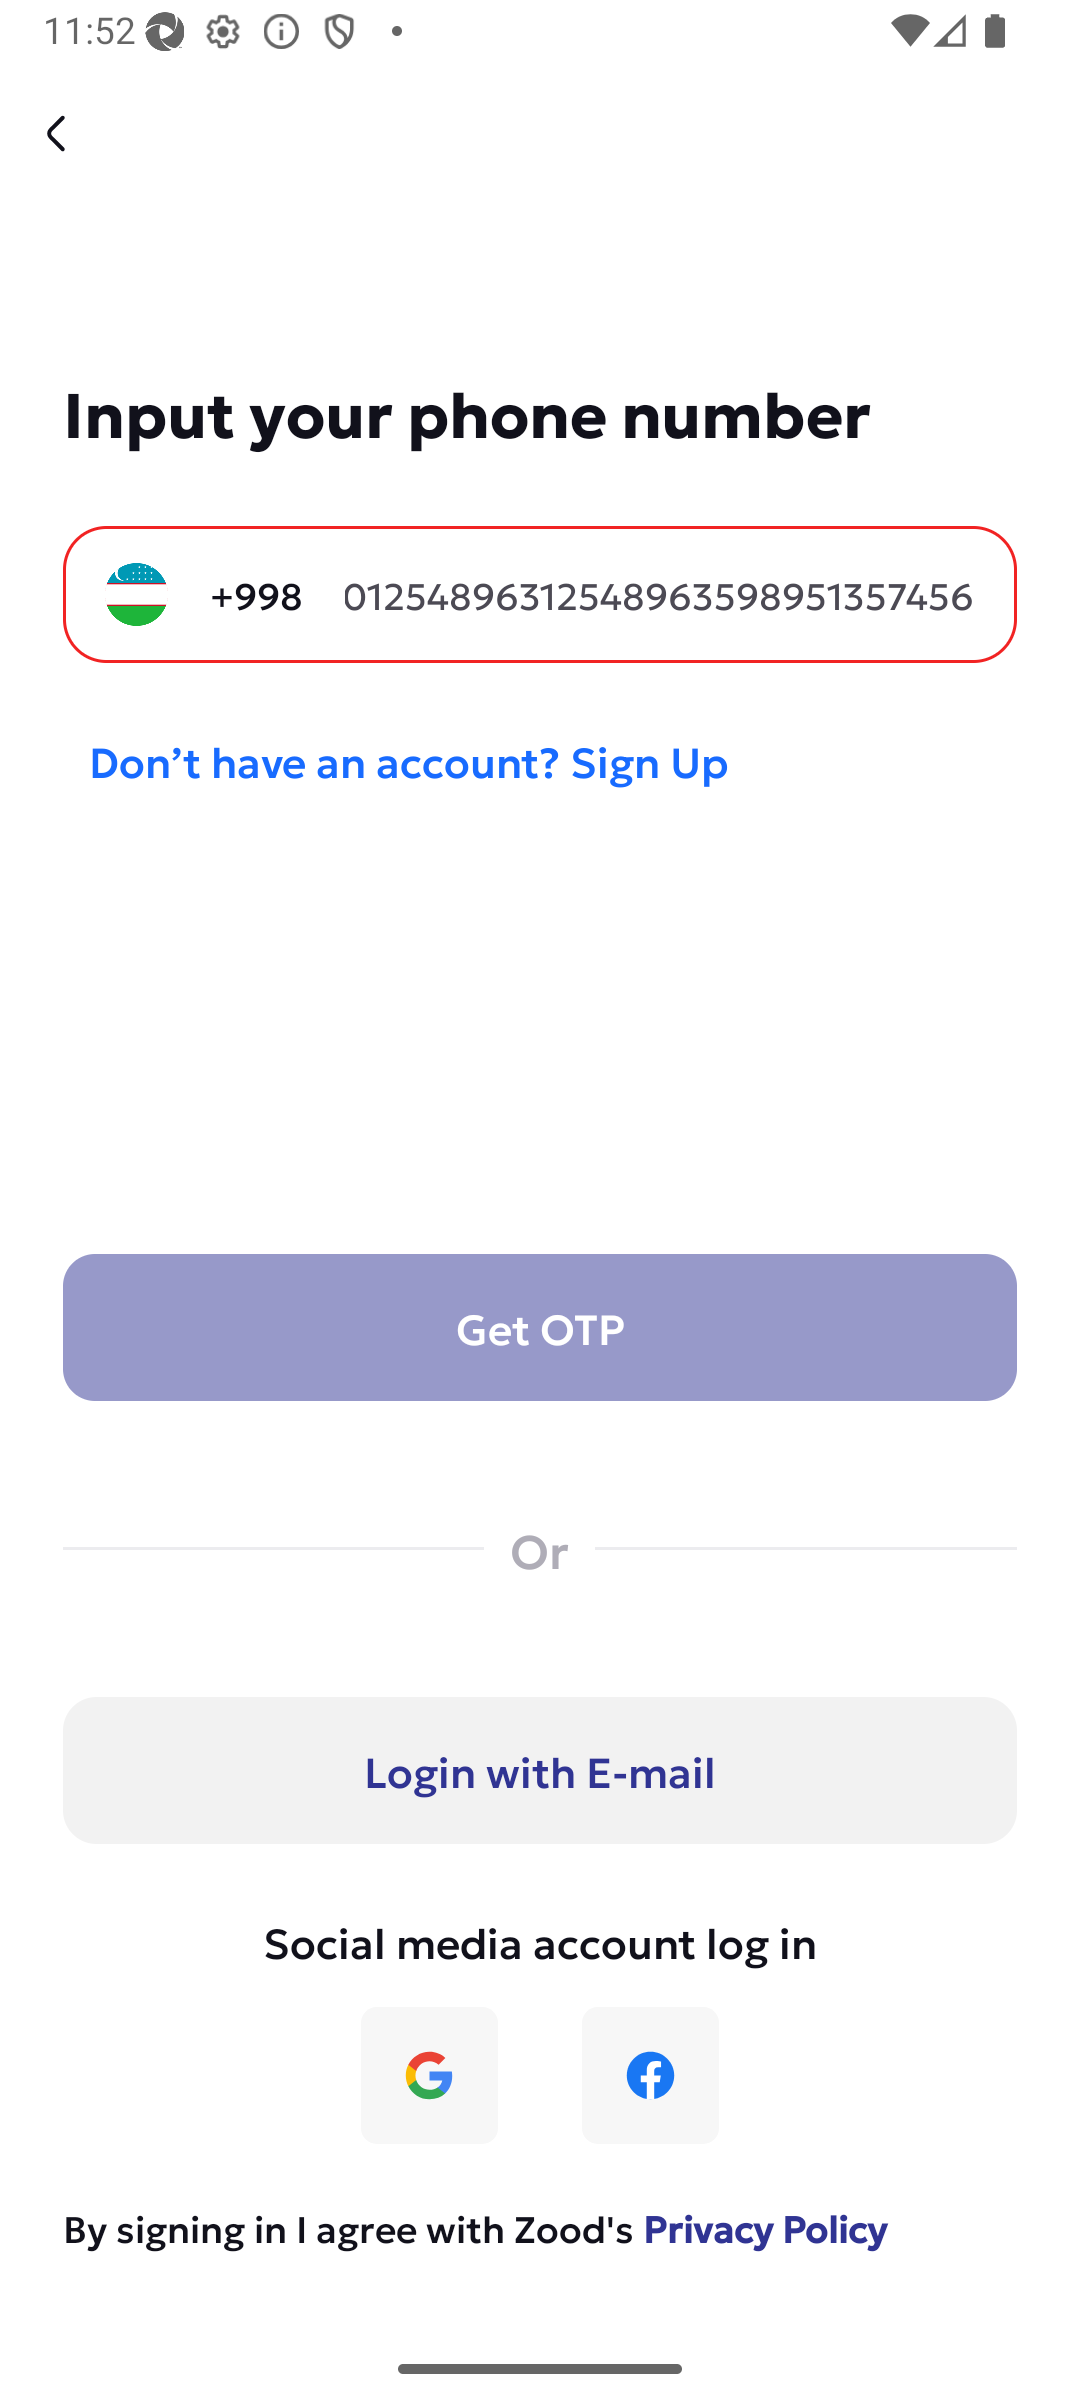 11:52
Input your phone number
+998 01254896312548963598951357456
Don’t have an account? Sign Up
Get OTP
Or
Login with E-mail
Social media account log in
By signing in I agree with Zood's Privacy Policy